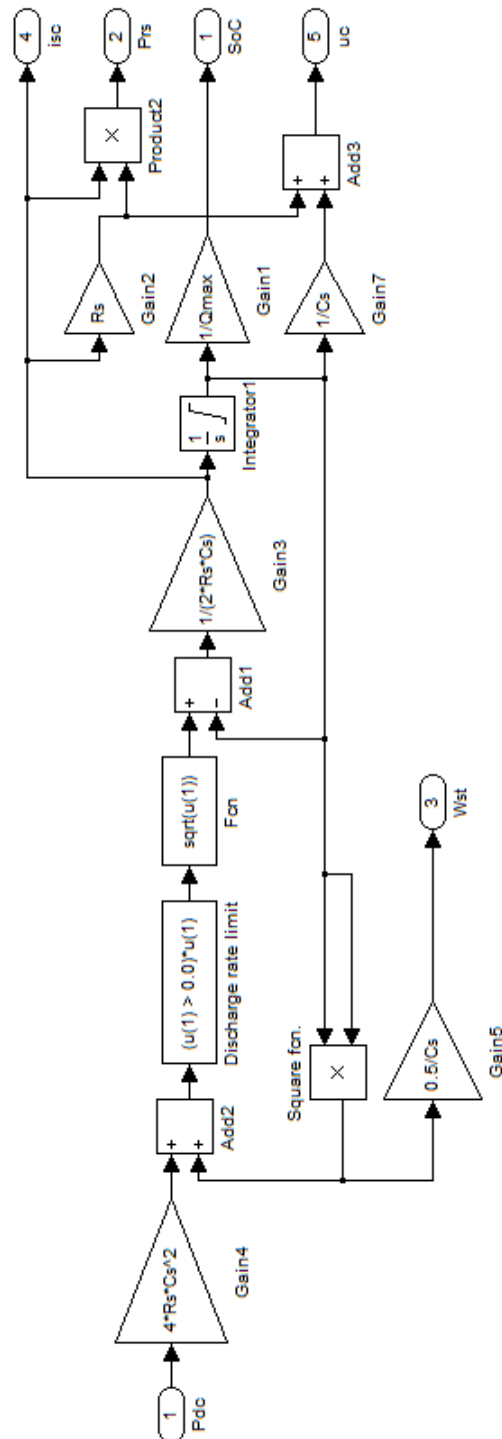 1
Pdc
4*Rs*Cs^2
Gain4
+
+
Add2
(u(1) > 0.0)*u(1)
Discharge rate limit
sqrt(u(1))
Fcn
+
−
Add1
1/(2*Rs*Cs)
Gain3
1
s
Integrator1
Rs
Gain2
×
Product2
4
isc
2
Prs
1/Qmax
Gain1
1
SoC
1/Cs
Gain7
+
+
Add3
5
uc
Square fcn.
×
0.5/Cs
Gain5
3
Wst